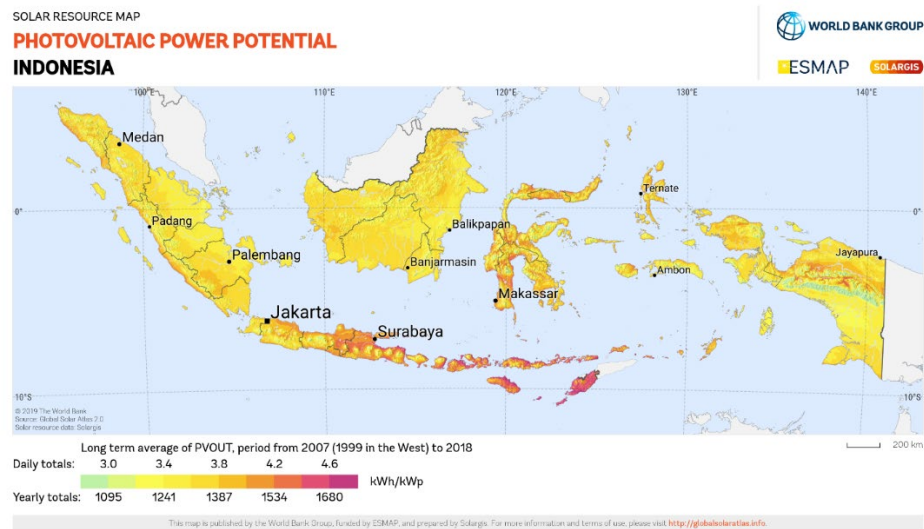 SOLAR RESOURCE MAP
PHOTOVOLTAIC POWER POTENTIAL
INDONESIA
WORLD BANK GROUP
ESMAP
SOLARGIS
100°E
110°E
120°E
130°E
140°E
Medan
Ternate
0°
0°
Padang
Balikpapan
Palembang
Banjarmasin
Jayapura
Ambon
Makassar
Jakarta
Surabaya
10°S
10°S
© 2019 The World Bank
Source: Global Solar Atlas 2.0
Solar resource data: Solargis
Long term average of PVOUT, period from 2007 (1999 in the West) to 2018
200 km
Daily totals: 3.0 3.4 3.8 4.2 4.6
kWh/kWp
Yearly totals: 1095 1241 1387 1534 1680
This map is published by the World Bank Group, funded by ESMAP, and prepared by Solargis. For more information and terms of use, please visit http://globalsolaratlas.info.